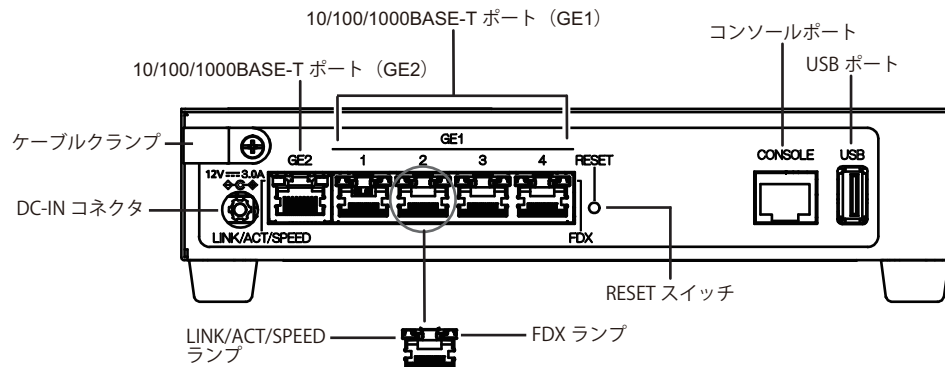 10/100/1000BASE-T ポート（GE1）
コンソールポート
10/100/1000BASE-T ポート（GE2）
USB ポート
ケーブルクランプ
GE1
GE2 1 2 3 4 RESET
CONSOLE USB
12V 3.0A
DC-IN コネクタ
LINK/ACT/SPEED
FDX
RESET スイッチ
LINK/ACT/SPEED
ランプ
FDX ランプ